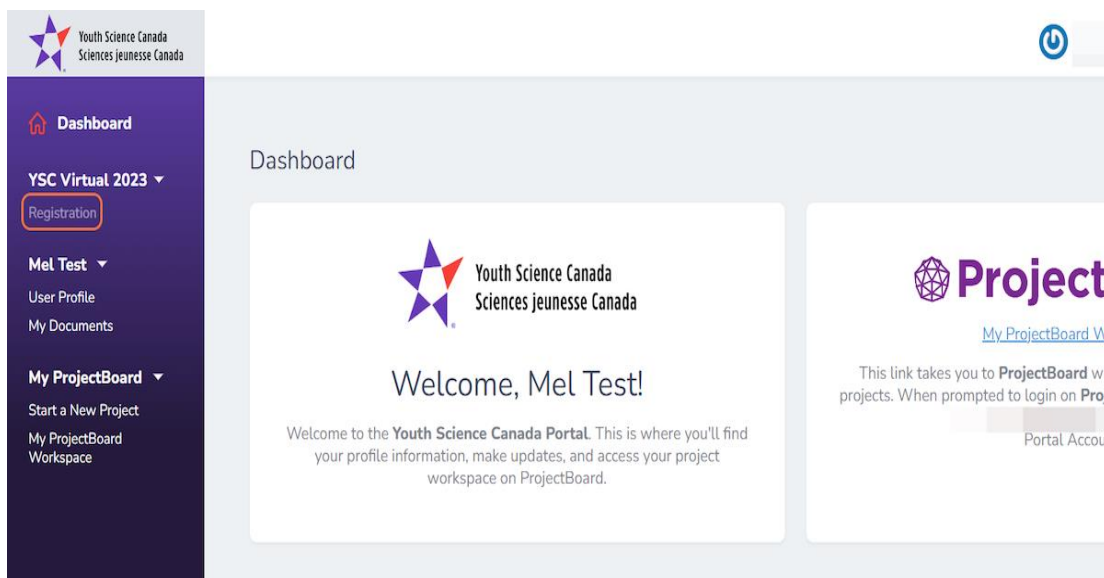 Youth Science Canada
Sciences jeunesse Canada
Dashboard
YSC Virtual 2023
Registration
Mel Test
User Profile
My Documents
My ProjectBoard
Start a New Project
My ProjectBoard
Workspace
Dashboard
Youth Science Canada
Sciences jeunesse Canada
Welcome, Mel Test!
Welcome to the Youth Science Canada Portal. This is where you'll find
your profile information, make updates, and access your project
workspace on ProjectBoard.
Project
My ProjectBoard W
This link takes you to ProjectBoard w
projects. When prompted to login on Pro
Portal Accou